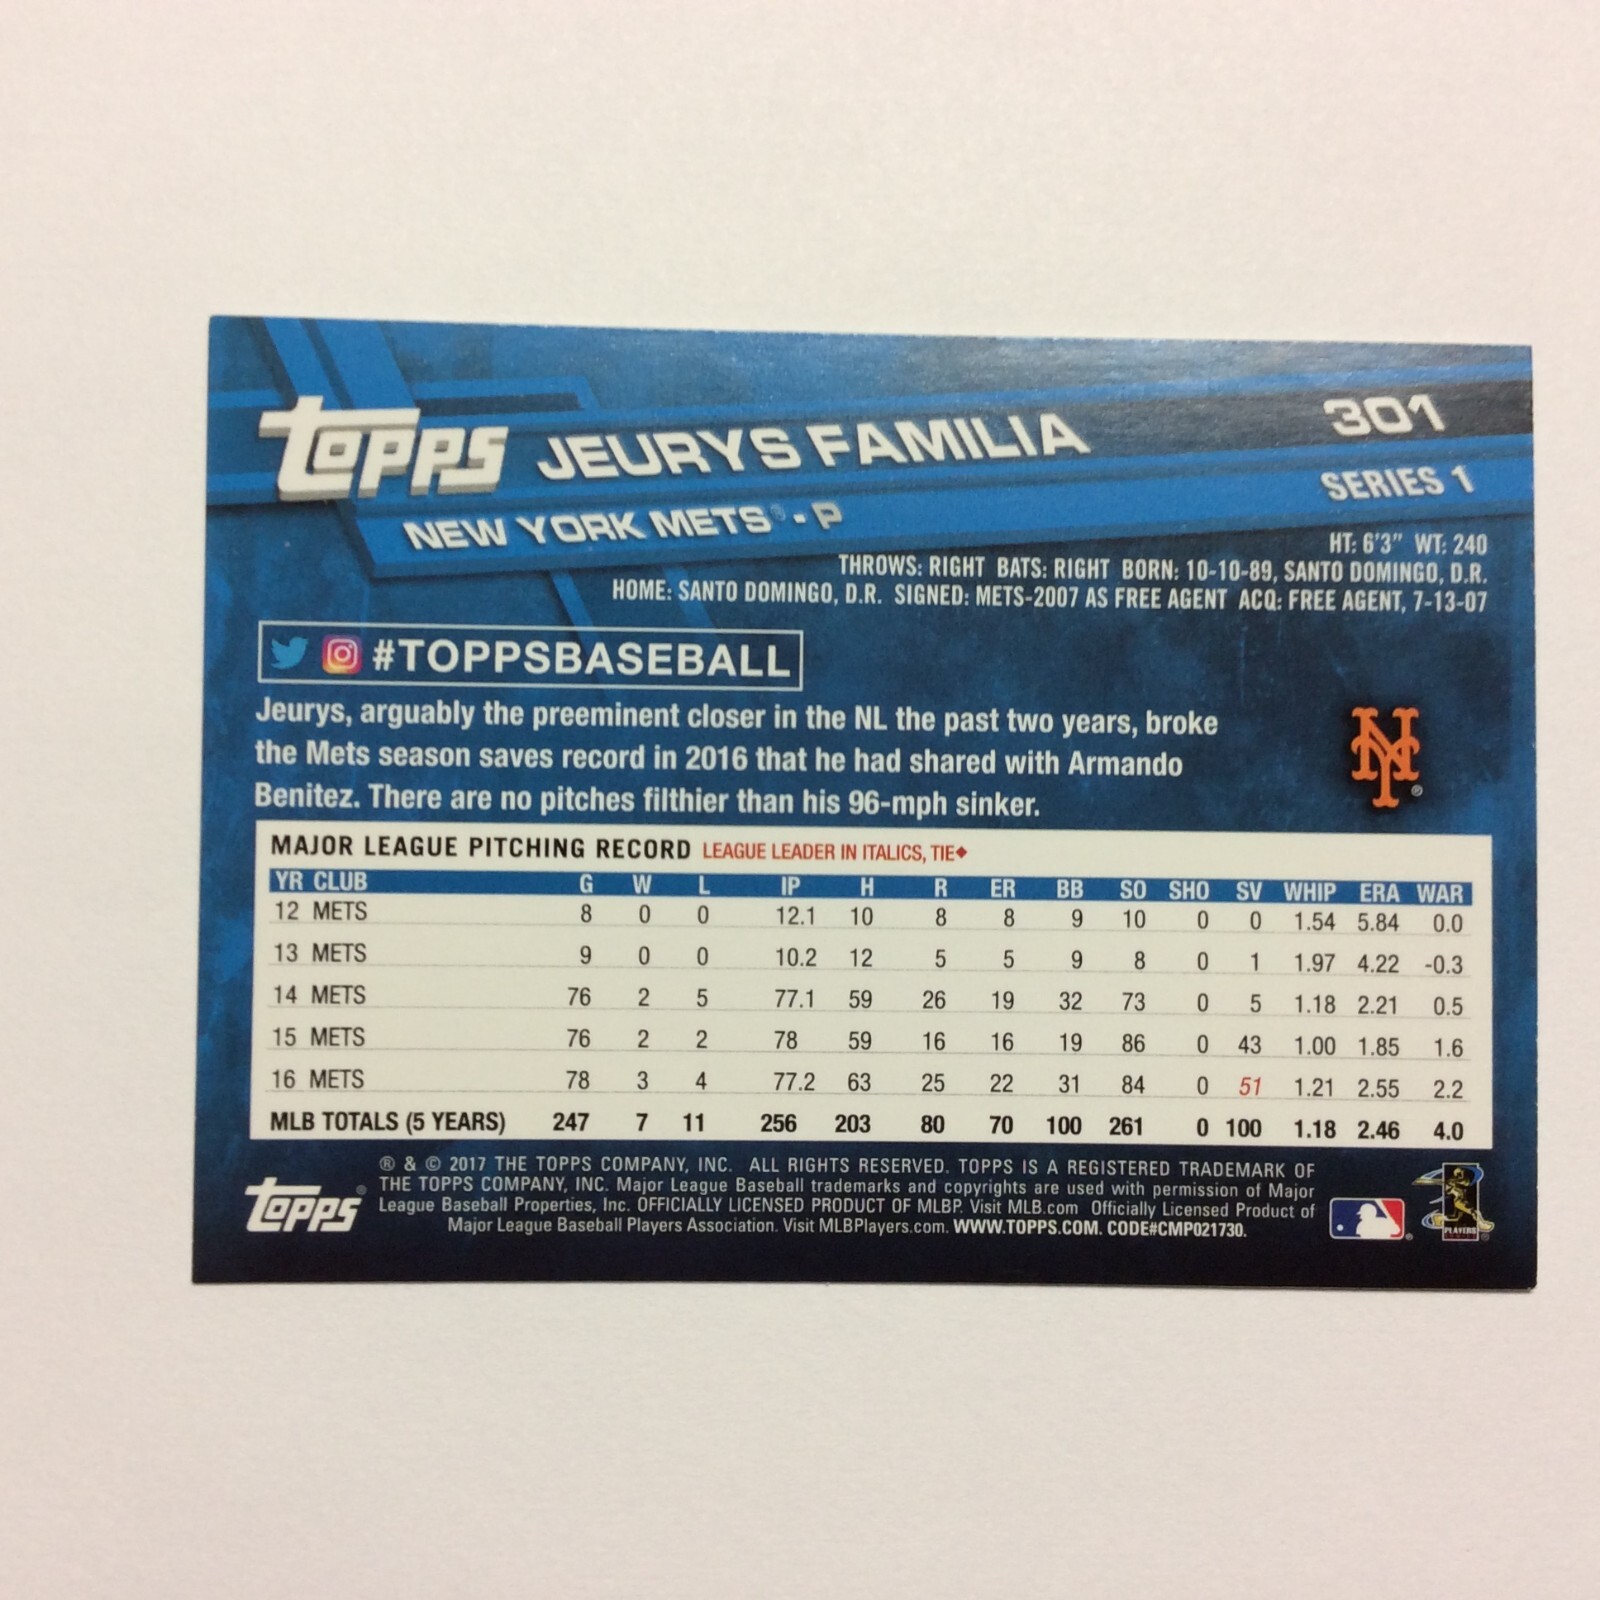 topps JEURYS FAMILIA 301
NEW YORK METS® - P SERIES 1
HT: 6'3" WT: 240
THROWS: RIGHT BATS: RIGHT BORN: 10-10-89, SANTO DOMINGO, D.R.
HOME: SANTO DOMINGO, D.R. SIGNED: METS-2007 AS FREE AGENT ACQ: FREE AGENT, 7-13-07
#TOPPSBASEBALL
Jeurys, arguably the preeminent closer in the NL the past two years, broke
the Mets season saves record in 2016 that he had shared with Armando
Benitez. There are no pitches filthier than his 96-mph sinker.
NY®
MAJOR LEAGUE PITCHING RECORD LEAGUE LEADER IN ITALICS, TIE◆
YR CLUB G W L IP H R ER BB SO SHO SV WHIP ERA WAR
12 METS 8 0 0 12.1 10 8 8 9 10 0 0 1.54 5.84 0.0
13 METS 9 0 0 10.2 12 5 5 9 8 0 1 1.97 4.22 -0.3
14 METS 76 2 5 77.1 59 26 19 32 73 0 5 1.18 2.21 0.5
15 METS 76 2 2 78 59 16 16 19 86 0 43 1.00 1.85 1.6
16 METS 78 3 4 77.2 63 25 22 31 84 0 51 1.21 2.55 2.2
MLB TOTALS (5 YEARS) 247 7 11 256 203 80 70 100 261 0 100 1.18 2.46 4.0
topps®
® & © 2017 THE TOPPS COMPANY, INC. ALL RIGHTS RESERVED. TOPPS IS A REGISTERED TRADEMARK OF
THE TOPPS COMPANY, INC. Major League Baseball trademarks and copyrights are used with permission of Major
League Baseball Properties, Inc. OFFICIALLY LICENSED PRODUCT OF MLBP. Visit MLB.com Officially Licensed Product of
Major League Baseball Players Association. Visit MLBPlayers.com. WWW.TOPPS.COM. CODE#CMP021730.
PLAYERS